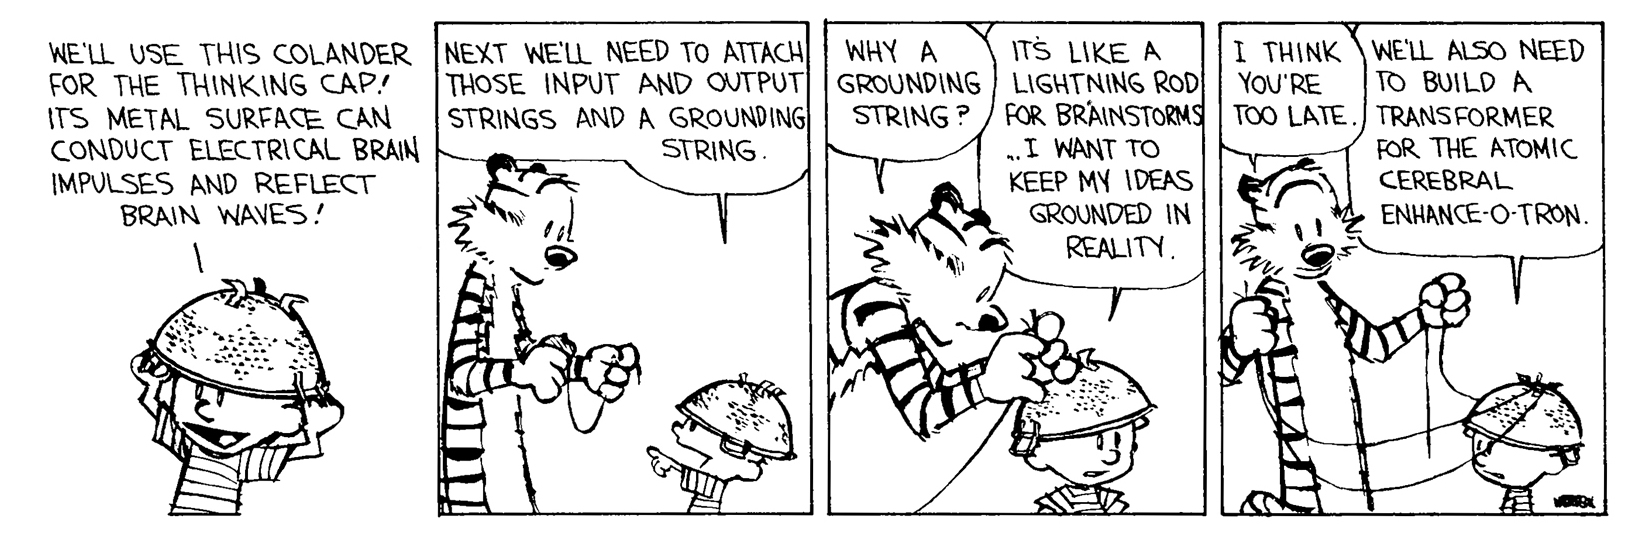 WE'LL USE THIS COLANDER
FOR THE THINKING CAP!
ITS METAL SURFACE CAN
CONDUCT ELECTRICAL BRAIN
IMPULSES AND REFLECT
BRAIN WAVES!
NEXT WE'LL NEED TO ATTACH
THOSE INPUT AND OUTPUT
STRINGS AND A GROUNDING
STRING.
WHY A
GROUNDING
STRING?
IT'S LIKE A
LIGHTNING ROD
FOR BRAINSTORMS
...I WANT TO
KEEP MY IDEAS
GROUNDED IN
REALITY.
I THINK
YOU'RE
TOO LATE.
WE'LL ALSO NEED
TO BUILD A
TRANSFORMER
FOR THE ATOMIC
CEREBRAL
ENHANCE-O-TRON.